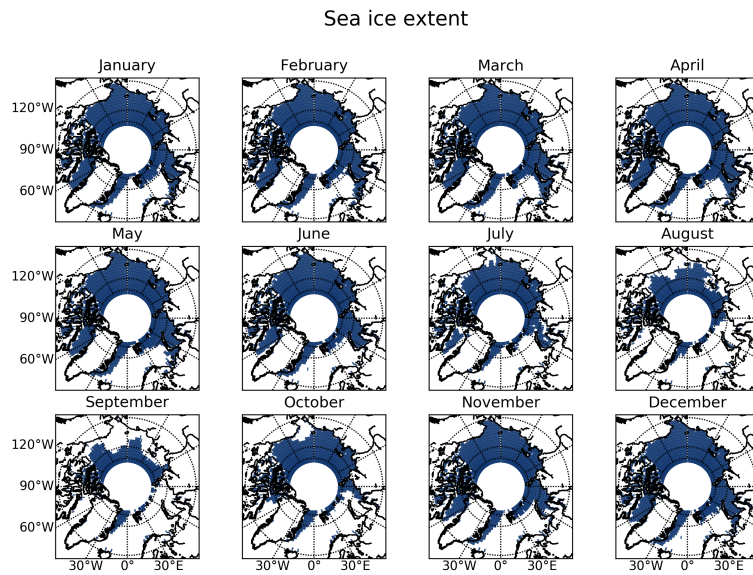 Sea ice extent
January February March April
120°W
90°W
60°W
May June July August
120°W
90°W
60°W
September October November December
120°W
90°W
60°W
30°W 0° 30°E 30°W 0° 30°E 30°W 0° 30°E 30°W 0° 30°E